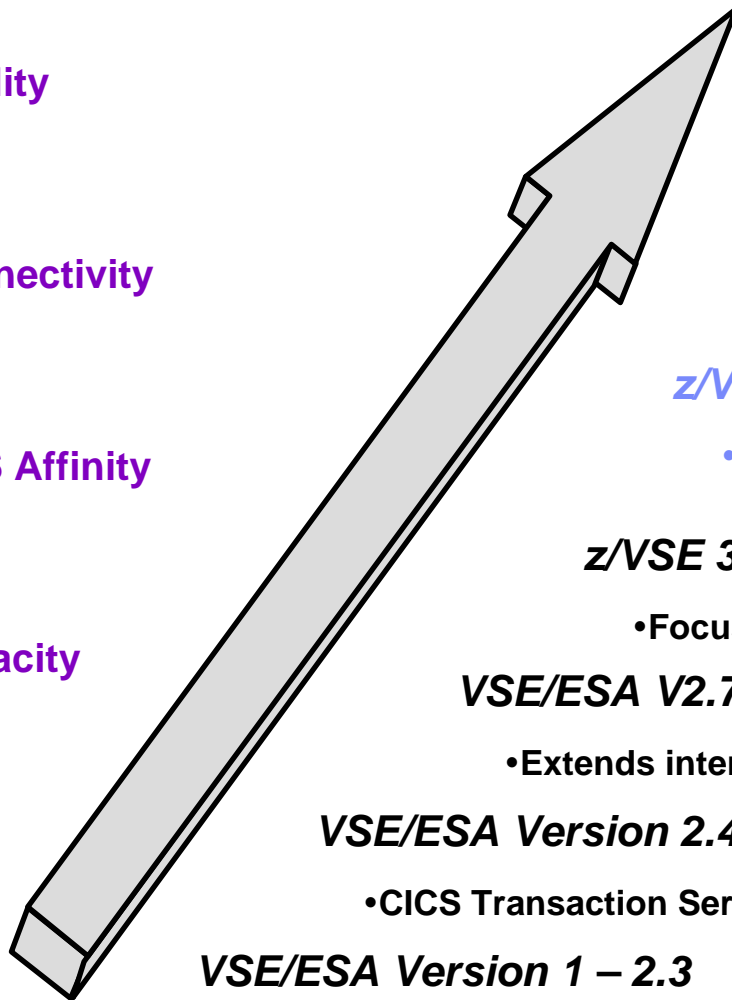 lity
nectivity
Affinity
acity
z/V
•
z/VSE 3
•Focu
VSE/ESA V2.7
•Extends inter
VSE/ESA Version 2.4
•CICS Transaction Ser
VSE/ESA Version 1 – 2.3